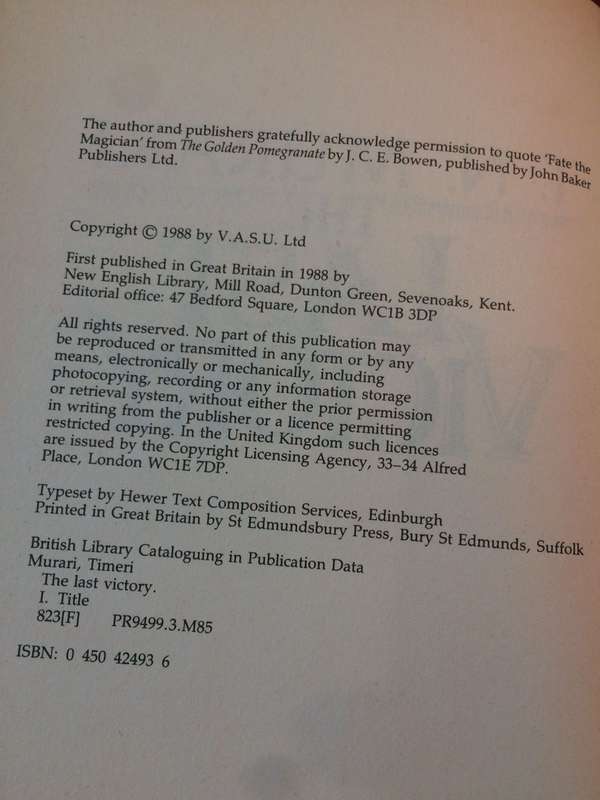 The author and publishers gratefully acknowledge permission to quote 'Fate the
Magician' from The Golden Pomegranate by J. C. E. Bowen, published by John Baker
Publishers Ltd.
Copyright © 1988 by V.A.S.U. Ltd
First published in Great Britain in 1988 by
New English Library, Mill Road, Dunton Green, Sevenoaks, Kent.
Editorial office: 47 Bedford Square, London WC1B 3DP
All rights reserved. No part of this publication may
be reproduced or transmitted in any form or by any
means, electronically or mechanically, including
photocopying, recording or any information storage
or retrieval system, without either the prior permission
in writing from the publisher or a licence permitting
restricted copying. In the United Kingdom such licences
are issued by the Copyright Licensing Agency, 33–34 Alfred
Place, London WC1E 7DP.
Typeset by Hewer Text Composition Services, Edinburgh
Printed in Great Britain by St Edmundsbury Press, Bury St Edmunds, Suffolk
British Library Cataloguing in Publication Data
Murari, Timeri
The last victory.
I. Title
823[F] PR9499.3.M85
ISBN: 0 450 42493 6